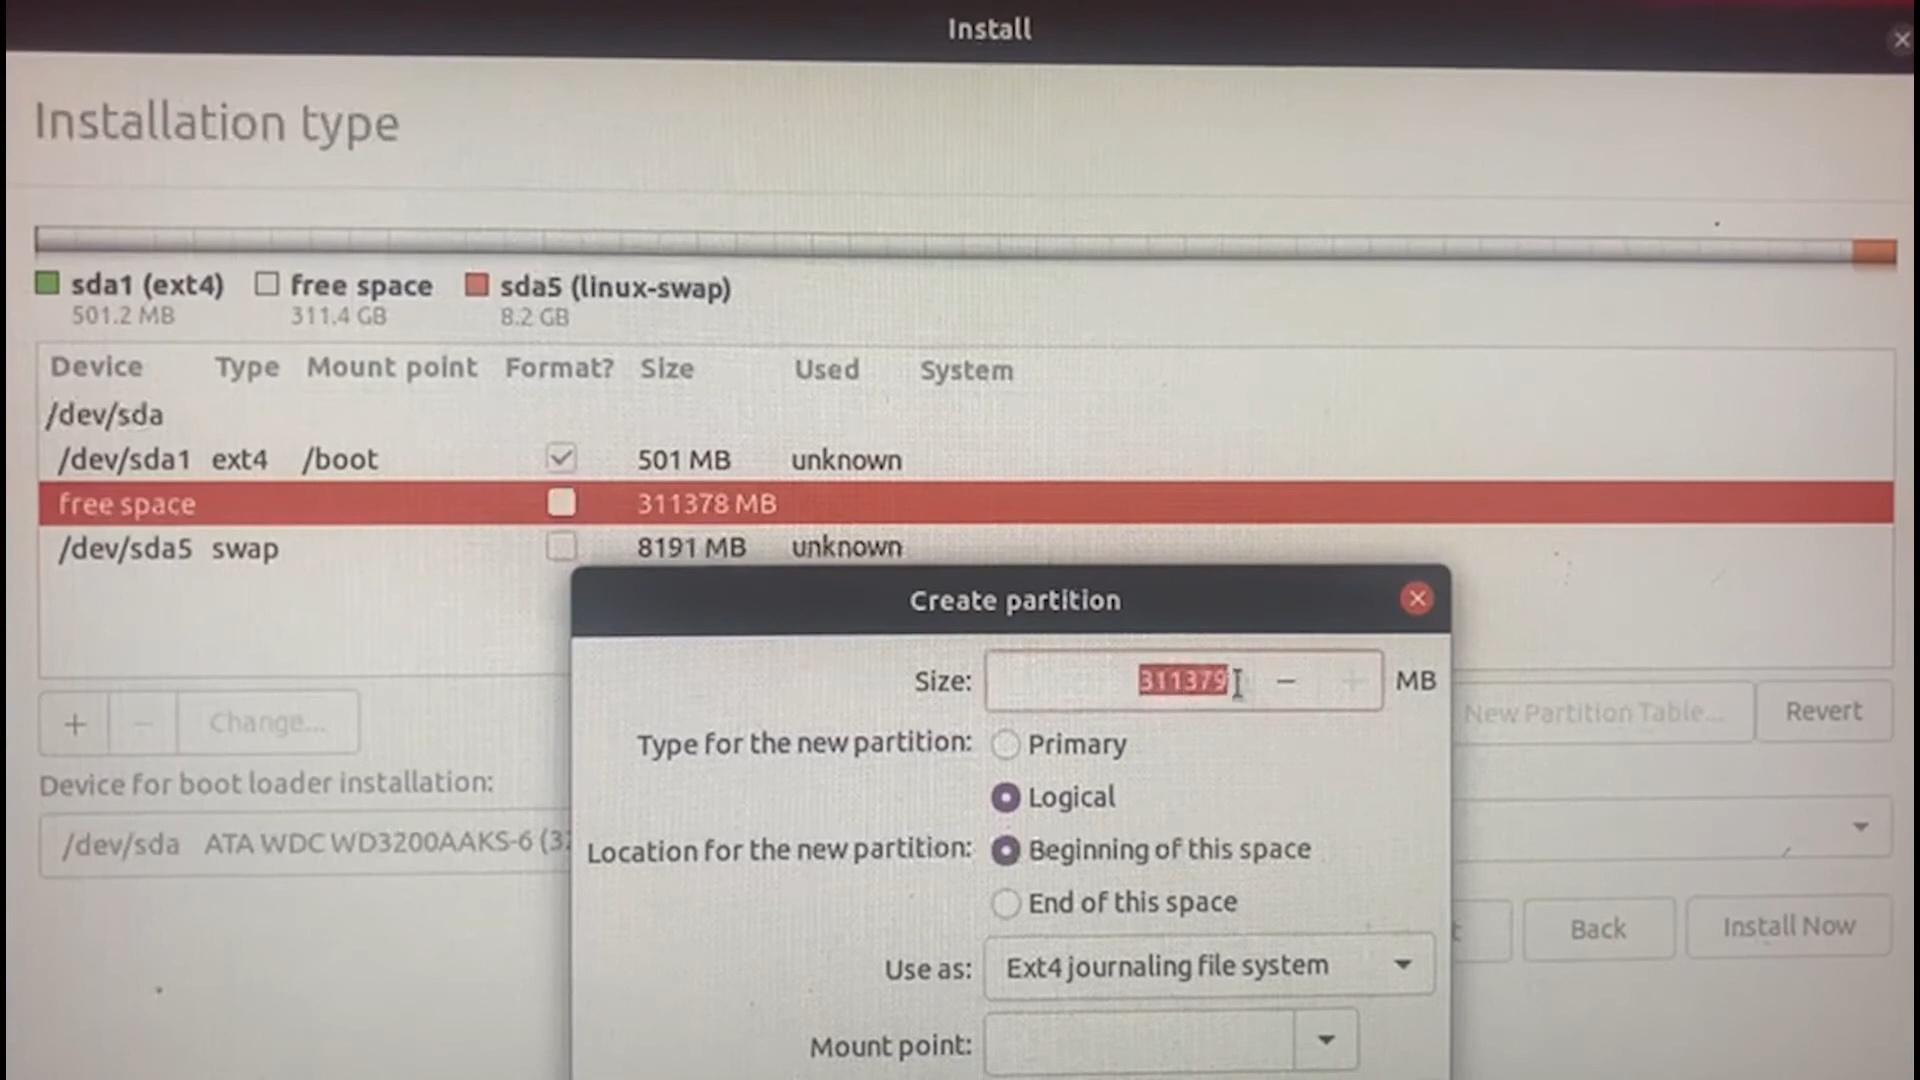 Install
Installation type
sda1 (ext4) free space sda5 (linux-swap)
501.2 MB 311.4 GB 8.2 GB
Device Type Mount point Format? Size Used System
/dev/sda
/dev/sda1 ext4 /boot 501 MB unknown
free space 311378 MB
/dev/sda5 swap 8191 MB unknown
Create partition
Size: 311379 MB
+ − Change... New Partition Table... Revert
Type for the new partition: Primary
Logical
Device for boot loader installation:
/dev/sda ATA WDC WD3200AAKS-6
Location for the new partition: Beginning of this space
End of this space
Back Install Now
Use as: Ext4 journaling file system
Mount point: